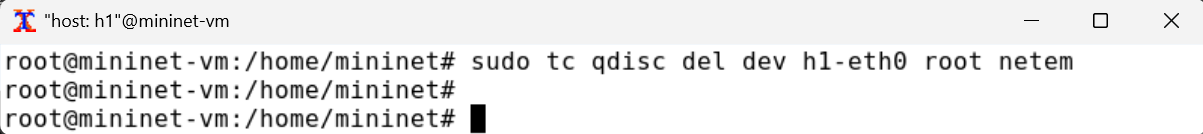 "host: h1"@mininet-vm
root@mininet-vm:/home/mininet# sudo tc qdisc del dev h1-eth0 root netem
root@mininet-vm:/home/mininet#
root@mininet-vm:/home/mininet#